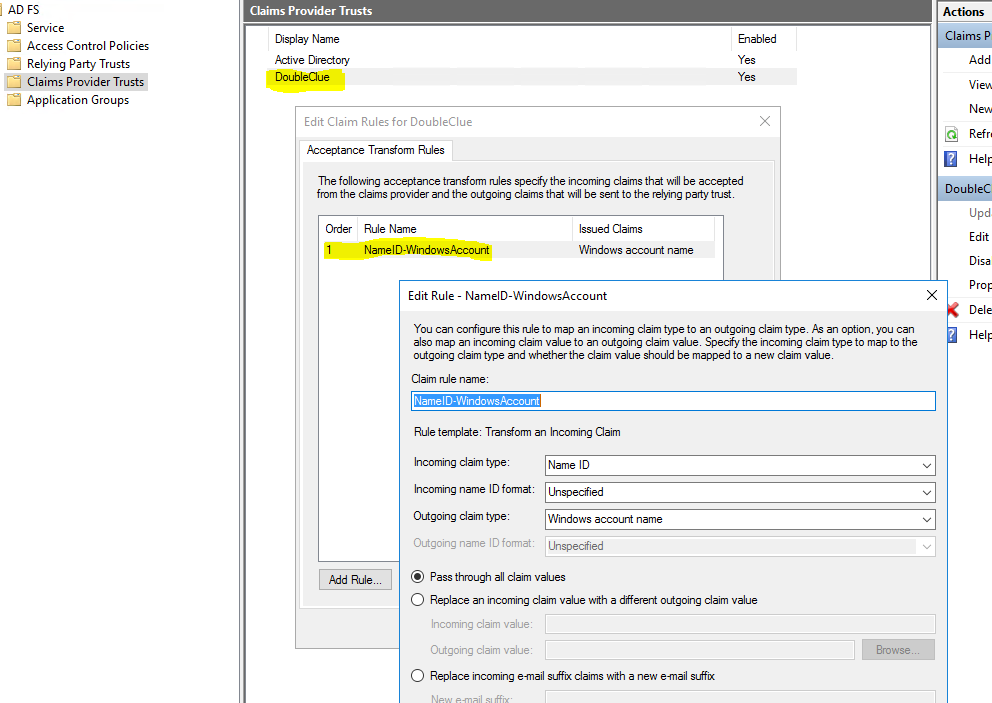 AD FS
Service
Access Control Policies
Relying Party Trusts
Claims Provider Trusts
Application Groups
Claims Provider Trusts
Display Name Enabled
Active Directory Yes
DoubleClue Yes
Edit Claim Rules for DoubleClue
Acceptance Transform Rules
The following acceptance transform rules specify the incoming claims that will be accepted
from the claims provider and the outgoing claims that will be sent to the relying party trust.
Order Rule Name Issued Claims
1 NameID-WindowsAccount Windows account name
Add Rule...
Edit Rule - NameID-WindowsAccount
You can configure this rule to map an incoming claim type to an outgoing claim type. As an option, you can
also map an incoming claim value to an outgoing claim value. Specify the incoming claim type to map to the
outgoing claim type and whether the claim value should be mapped to a new claim value.
Claim rule name:
NameID-WindowsAccount
Rule template: Transform an Incoming Claim
Incoming claim type: Name ID
Incoming name ID format: Unspecified
Outgoing claim type: Windows account name
Outgoing name ID format: Unspecified
Pass through all claim values
Replace an incoming claim value with a different outgoing claim value
Incoming claim value:
Outgoing claim value: Browse...
Replace incoming e-mail suffix claims with a new e-mail suffix
New e-mail suffix:
Actions
Claims P
Add
View
New
Refr
Help
DoubleC
Upd
Edit
Disa
Prop
Dele
Help